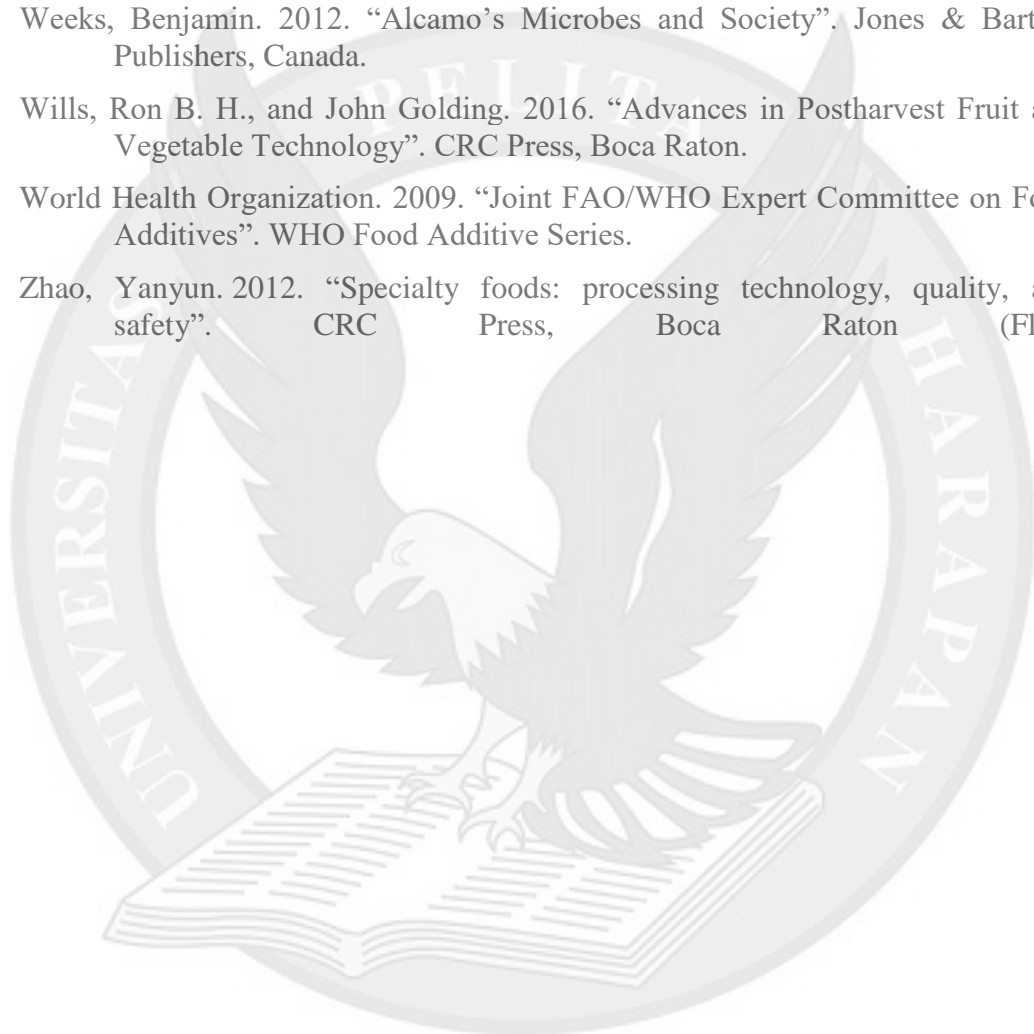 Weeks, Benjamin. 2012. “Alcamo’s Microbes and Society”. Jones & Bart
Publishers, Canada.
Wills, Ron B. H., and John Golding. 2016. “Advances in Postharvest Fruit a
Vegetable Technology”. CRC Press, Boca Raton.
World Health Organization. 2009. “Joint FAO/WHO Expert Committee on Fo
Additives”. WHO Food Additive Series.
Zhao, Yanyun. 2012. “Specialty foods: processing technology, quality, a
safety”. CRC Press, Boca Raton (Fl
UNIVERSITAS PELITA HARAPAN